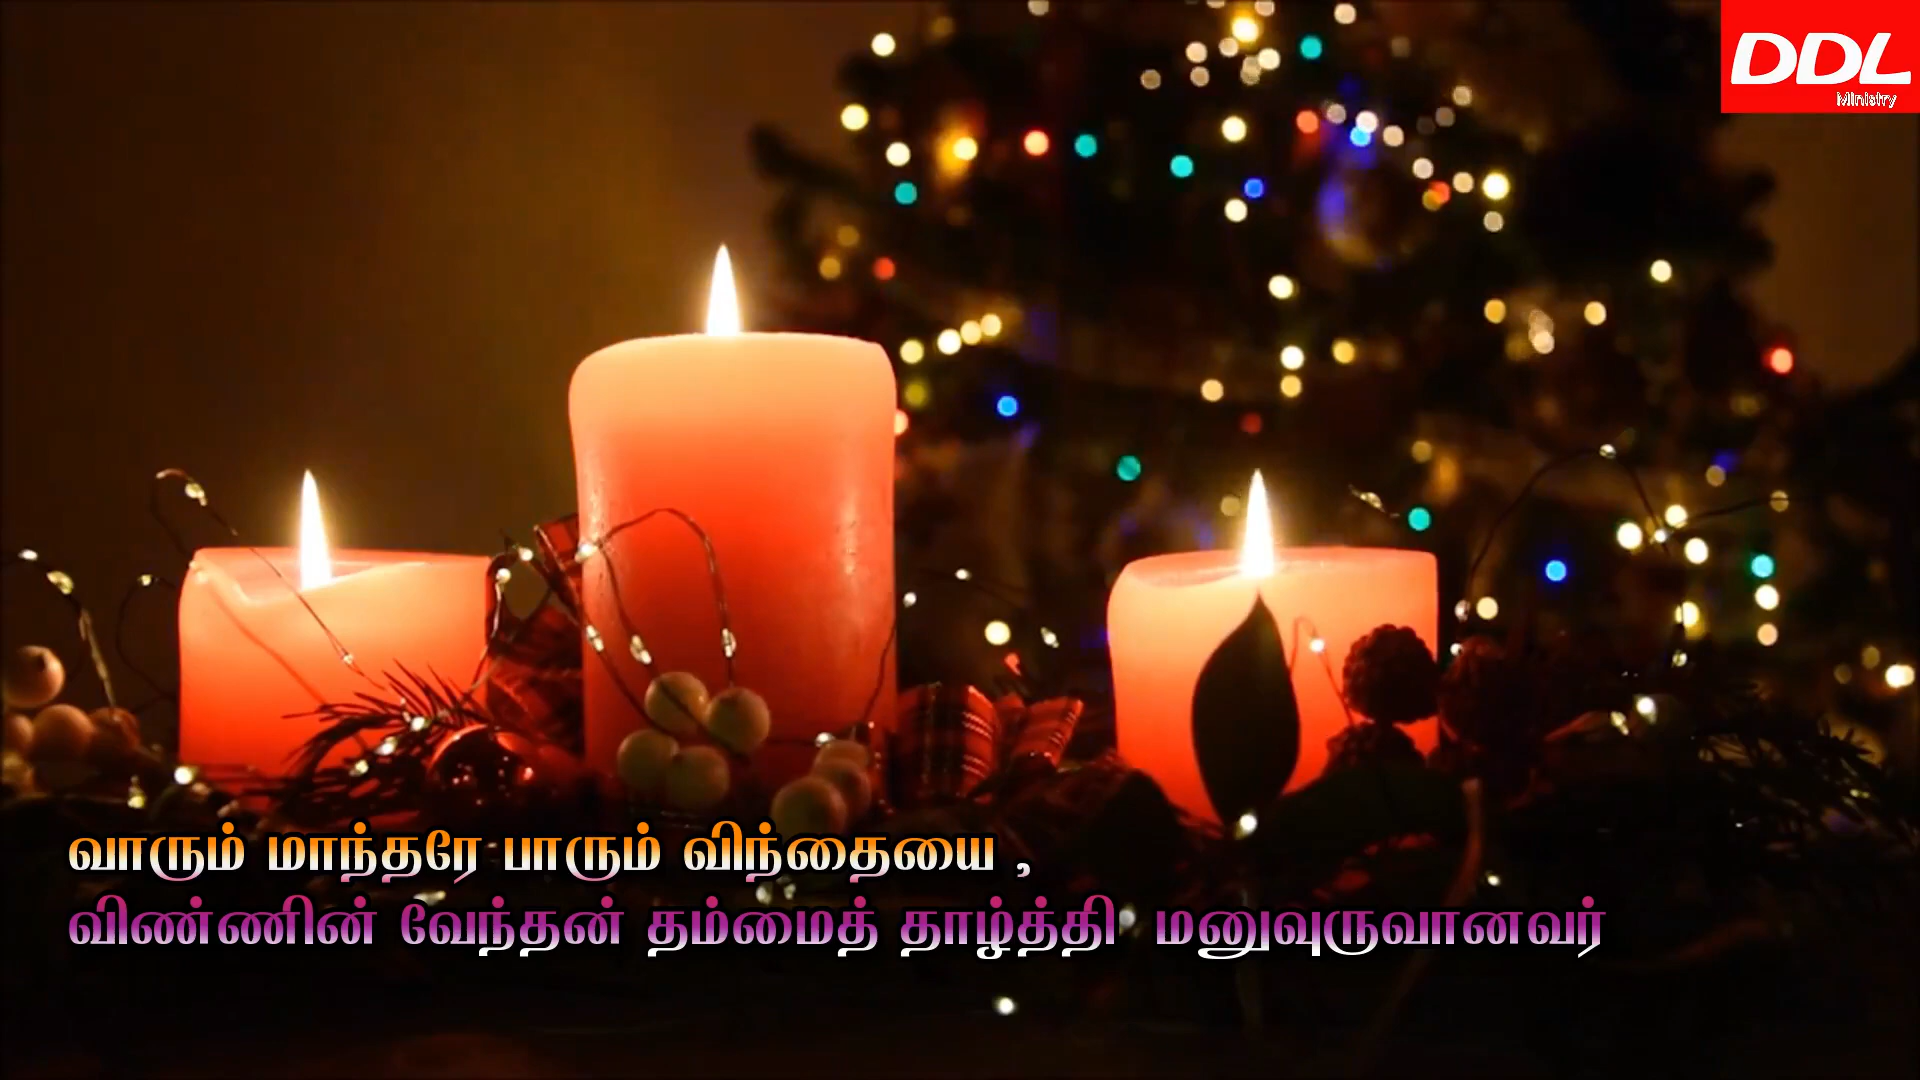 DDL
Ministry
வாரும் மாந்தரே பாரும் விந்தையை ,
விண்ணின் வேந்தன் தம்மைத் தாழ்த்தி மனுவுருவானவர்